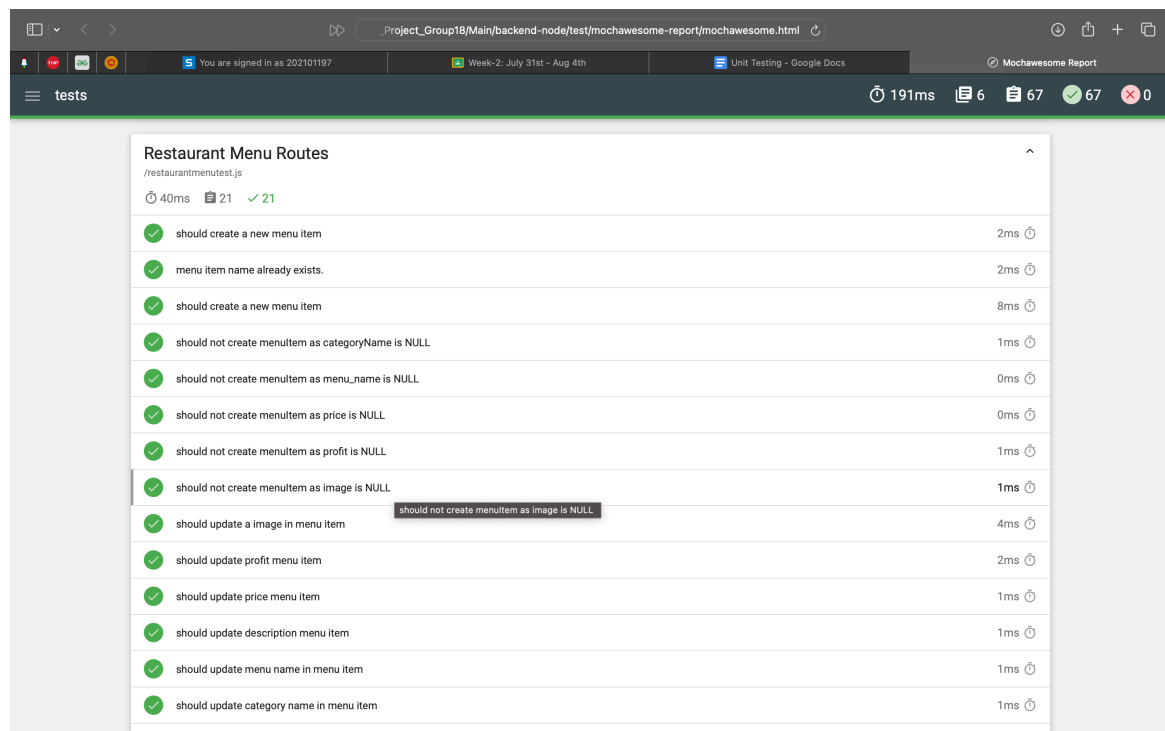 _Project_Group18/Main/backend-node/test/mochawesome-report/mochawesome.html
You are signed in as 202101197
Week-2: July 31st - Aug 4th
Unit Testing - Google Docs
Mochawesome Report
tests
191ms 6 67 67 0
Restaurant Menu Routes
/restaurantmenutest.js
40ms 21 21
should create a new menu item 2ms
menu item name already exists. 2ms
should create a new menu item 8ms
should not create menuItem as categoryName is NULL 1ms
should not create menuItem as menu_name is NULL 0ms
should not create menuItem as price is NULL 0ms
should not create menuItem as profit is NULL 1ms
should not create menuItem as image is NULL 1ms
should not create menuItem as image is NULL
should update a image in menu item 4ms
should update profit menu item 2ms
should update price menu item 1ms
should update description menu item 1ms
should update menu name in menu item 1ms
should update category name in menu item 1ms